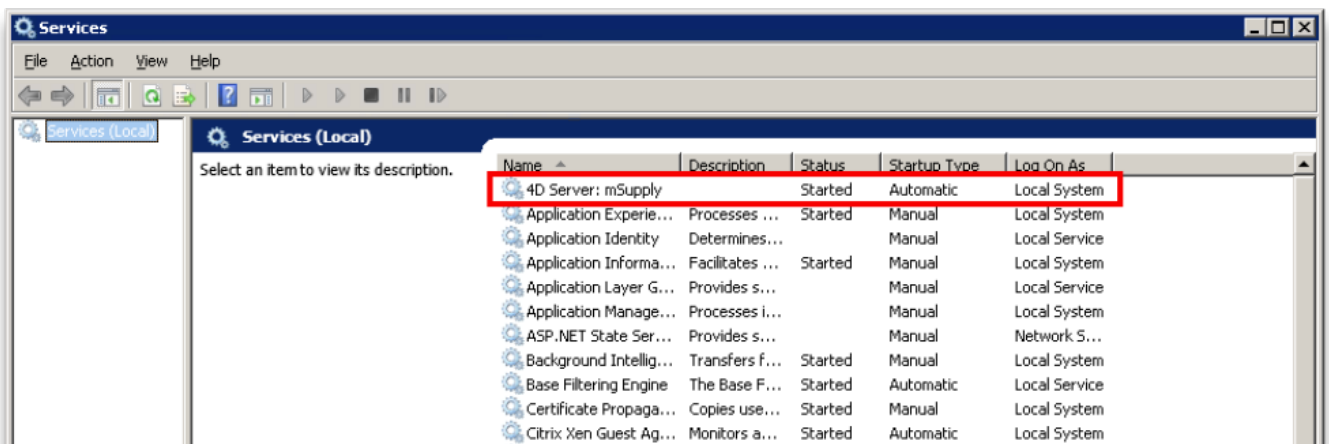 Services
File Action View Help
Services (Local)
Services (Local)
Select an item to view its description.
Name Description Status Startup Type Log On As
4D Server: mSupply Started Automatic Local System
Application Experie... Processes ... Started Manual Local System
Application Identity Determines... Manual Local Service
Application Informa... Facilitates ... Started Manual Local System
Application Layer G... Provides s... Manual Local Service
Application Manage... Processes i... Manual Local System
ASP.NET State Ser... Provides s... Manual Network S...
Background Intellig... Transfers f... Started Manual Local System
Base Filtering Engine The Base F... Started Automatic Local Service
Certificate Propaga... Copies use... Started Manual Local System
Citrix Xen Guest Ag... Monitors a... Started Automatic Local System